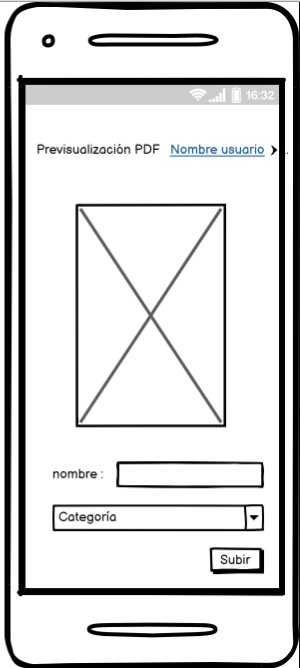 16:32
Previsualización PDF Nombre usuario
nombre :
Categoría
Subir